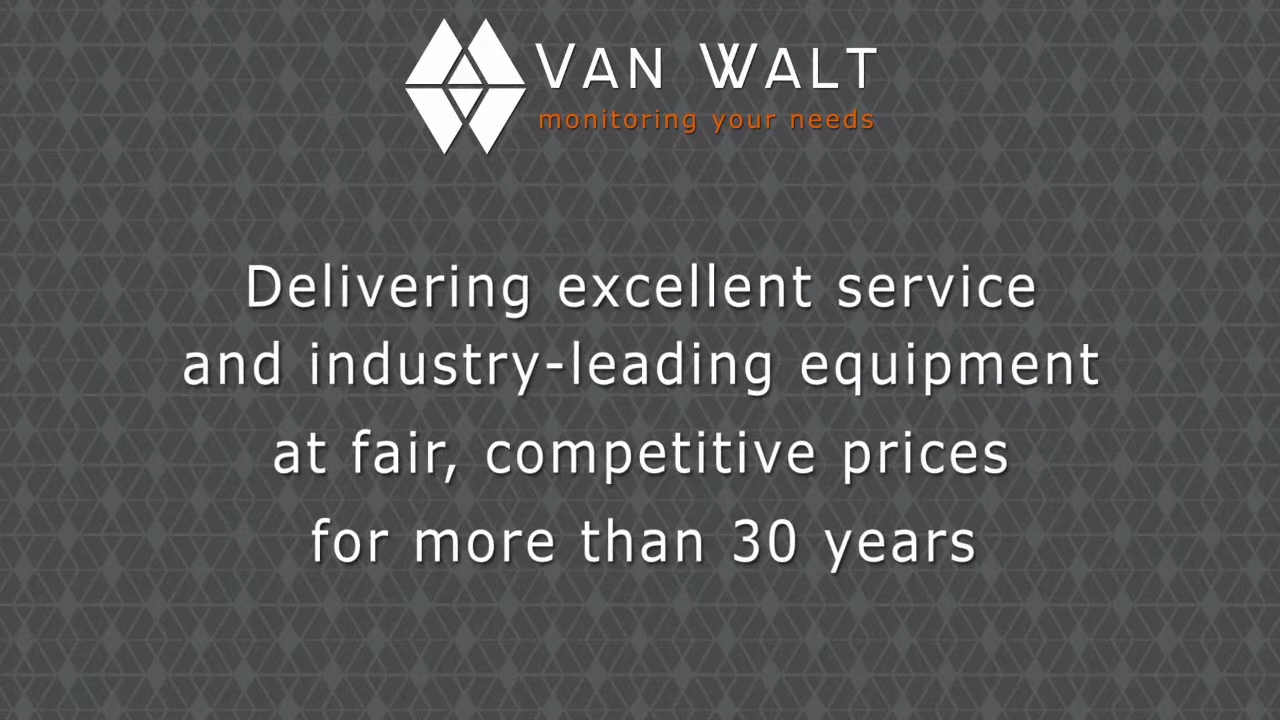 VAN WALT
monitoring your needs
Delivering excellent service
and industry-leading equipment
at fair, competitive prices
for more than 30 years